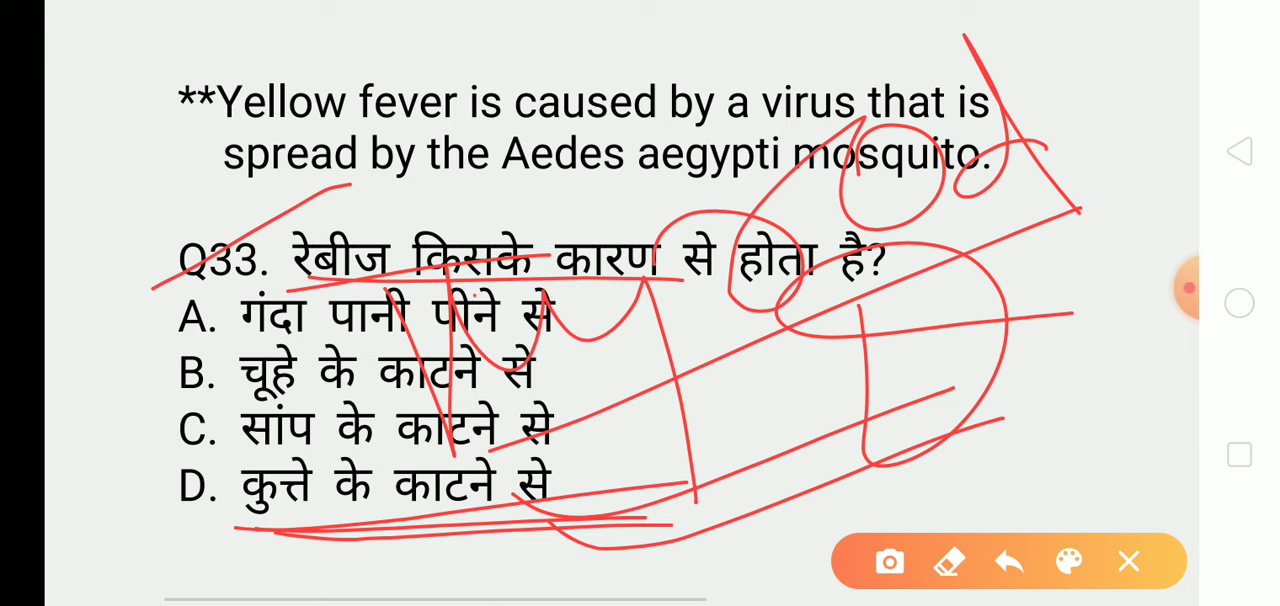 **Yellow fever is caused by a virus that is
spread by the Aedes aegypti mosquito.
Q33. रेबीज किसके कारण से होता है?
A. गंदा पानी पीने से
B. चूहे के काटने से
C. सांप के काटने से
D. कुत्ते के काटने से